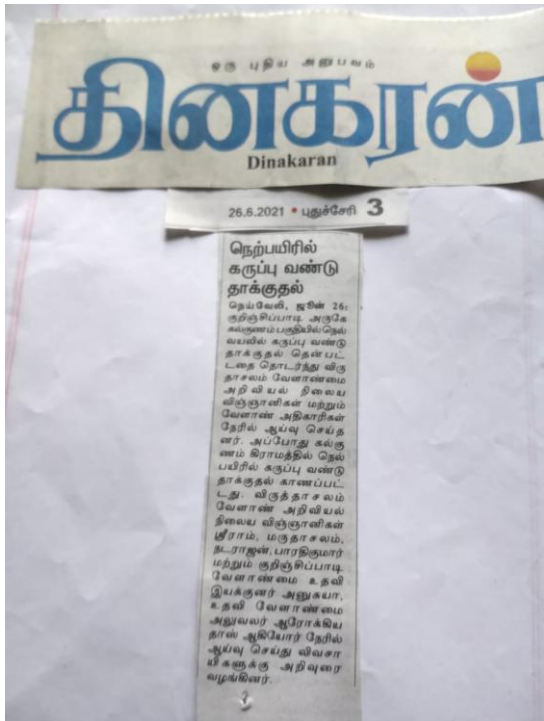 ஒரு புதிய அனுபவம்
தினகரன்
Dinakaran
26.6.2021 • புதுச்சேரி 3
நெற்பயிரில்
கருப்பு வண்டு
தாக்குதல்
நெய்வேலி, ஜூன் 26:
குறிஞ்சிப்பாடி அருகே
கல்குணம் பகுதியில் நெல்
வயலில் கருப்பு வண்டு
தாக்குதல் தென்பட்
டதை தொடர்ந்து விரு
தாசலம் வேளாண்மை
அறிவியல் நிலைய
விஞ்ஞானிகள் மற்றும்
வேளாண் அதிகாரிகள்
நேரில் ஆய்வு செய்த
னர். அப்போது கல்கு
ணம் கிராமத்தில் நெல்
பயிரில் கருப்பு வண்டு
தாக்குதல் காணப்பட்
டது. விருத்தாசலம்
வேளாண் அறிவியல்
நிலைய விஞ்ஞானிகள்
ஸ்ரீராம், மருதாசலம்,
நடராஜன், பாரதிகுமார்
மற்றும் குறிஞ்சிப்பாடி
வேளாண்மை உதவி
இயக்குனர் அனுசுயா,
உதவி வேளாண்மை
அலுவலர் ஆரோக்கிய
தாஸ் ஆகியோர் நேரில்
ஆய்வு செய்து விவசா
யிகளுக்கு அறிவுரை
வழங்கினர்.